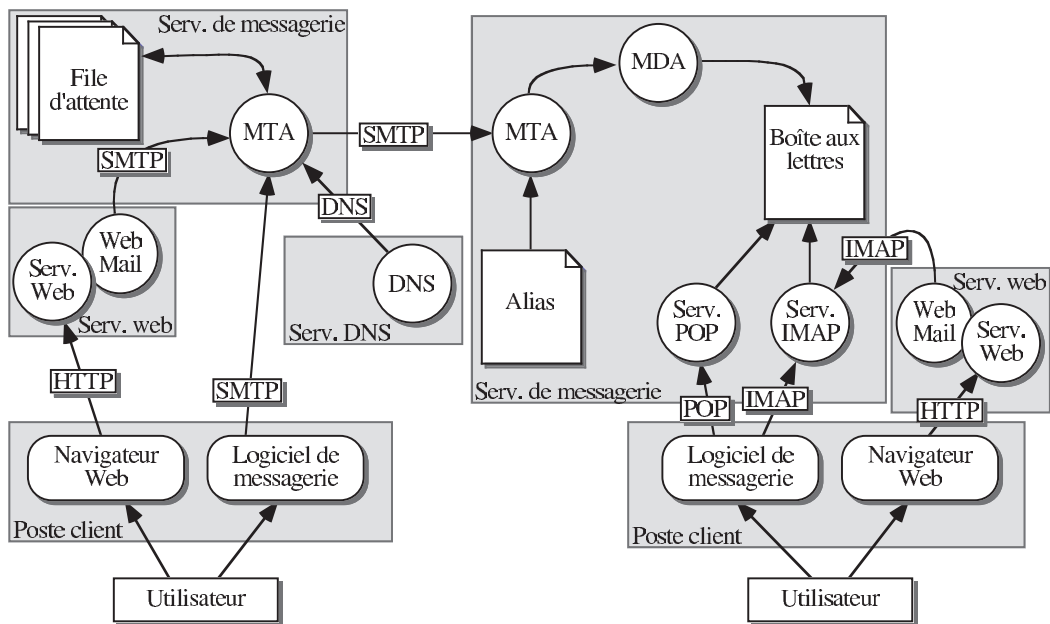 Serv. de messagerie
File
d'attente
MTA
SMTP
SMTP
DNS
Web
Mail
Serv.
Web
Serv. web
DNS
Serv. DNS
HTTP
SMTP
Navigateur
Web
Logiciel de
messagerie
Poste client
Utilisateur
MDA
MTA
Boîte aux
lettres
Alias
Serv.
POP
Serv.
IMAP
Serv. de messagerie
IMAP
Serv. web
Web
Mail
Serv.
Web
POP
IMAP
HTTP
Logiciel de
messagerie
Navigateur
Web
Poste client
Utilisateur